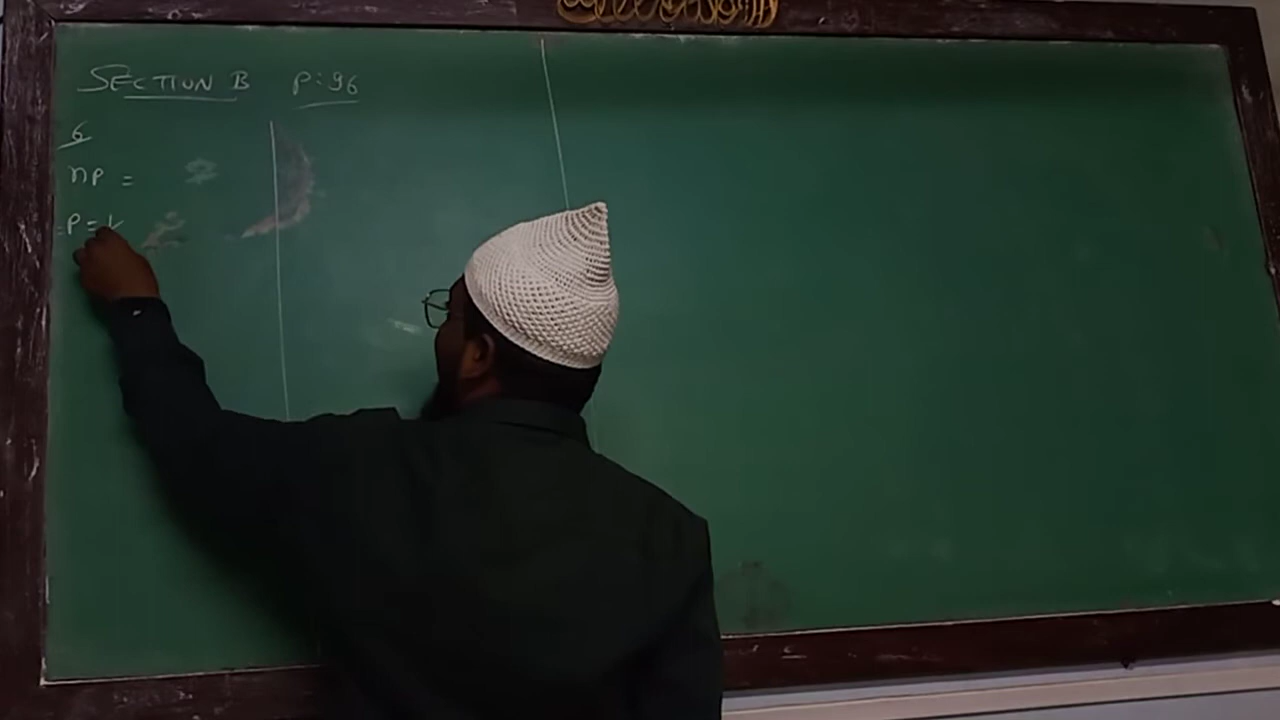 SECTION B P:96
6
np =
P =